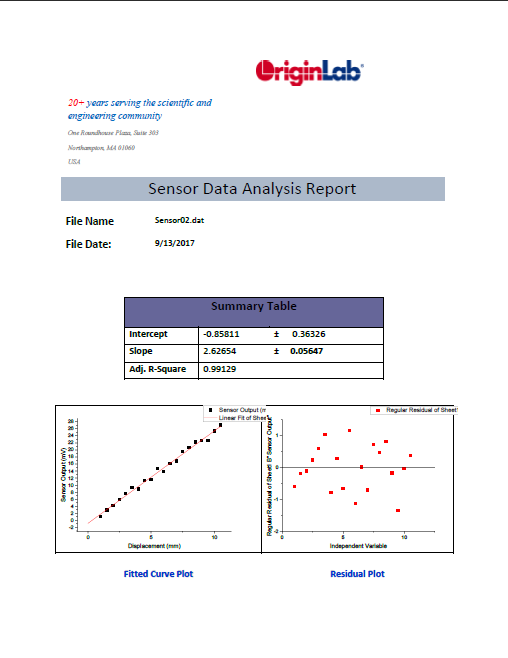 OriginLab
20+ years serving the scientific and
engineering community
One Roundhouse Plaza, Suite 303
Northampton, MA 01060
USA
Sensor Data Analysis Report
File Name Sensor02.dat
File Date: 9/13/2017
Summary Table
Intercept -0.85811 ± 0.36326
Slope 2.62654 ± 0.05647
Adj. R-Square 0.99129
Sensor Output (m
Linear Fit of Sheet
28
26
24
22
20
18
16
14
12
10
8
6
4
2
0
-2
Sensor Output (mV)
0 5 10
Displacement (mm)
Regular Residual of Sheet1
1
0
-1
-2
Regular Residual of Sheet1 B"Sensor Output"
0 5 10
Independent Variable
Fitted Curve Plot
Residual Plot